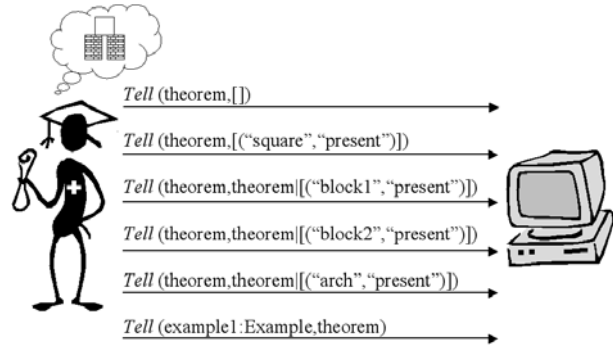 Tell (theorem,[])
Tell (theorem,[(“square”,“present”)])
Tell (theorem,theorem|[(“block1”,“present”)])
Tell (theorem,theorem|[(“block2”,“present”)])
Tell (theorem,theorem|[(“arch”,“present”)])
Tell (example1:Example,theorem)